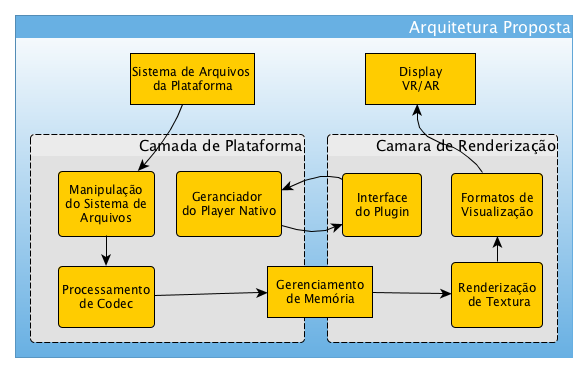 Arquitetura Proposta
Sistema de Arquivos
da Plataforma
Display
VR/AR
Camada de Plataforma
Camara de Renderização
Manipulação
do Sistema de
Arquivos
Geranciador
do Player Nativo
Interface
do Plugin
Formatos de
Visualização
Processamento
de Codec
Gerenciamento
de Memória
Renderização
de Textura